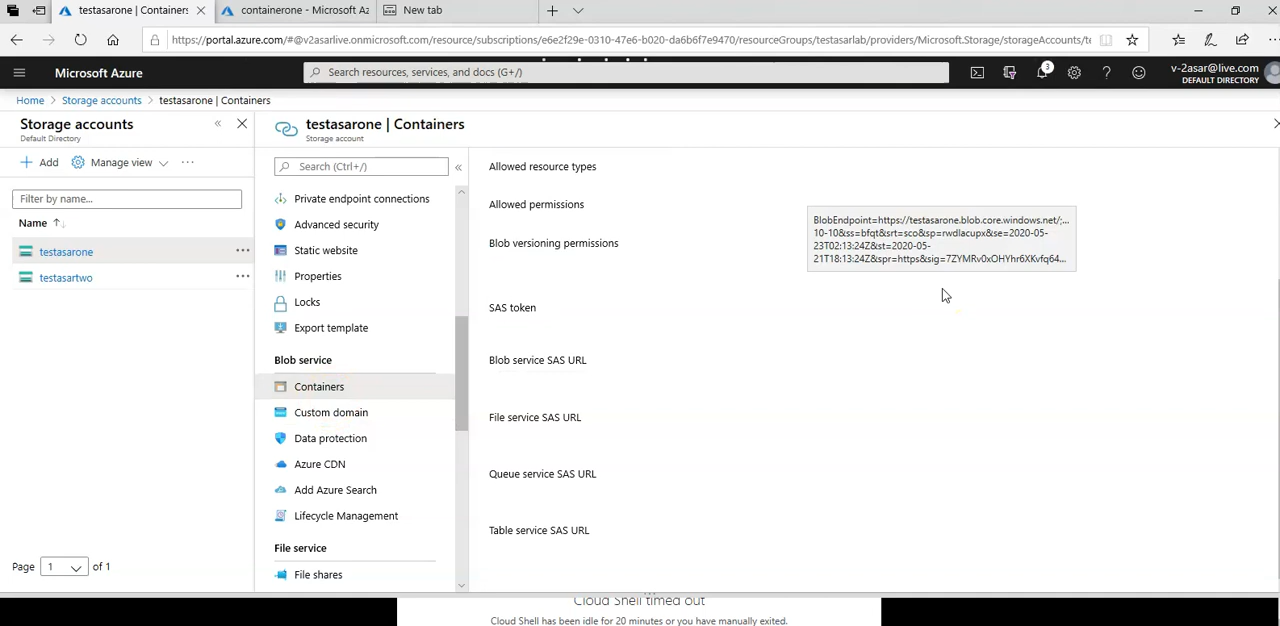 testasarone | Containers
containerone - Microsoft Az
New tab
https://portal.azure.com/#@v2asarlive.onmicrosoft.com/resource/subscriptions/e6e2f29e-0310-47e6-b020-da6b6f7e9470/resourceGroups/testasarlab/providers/Microsoft.Storage/storageAccounts/te
Microsoft Azure
Search resources, services, and docs (G+/)
3
v-2asar@live.com
DEFAULT DIRECTORY
Home > Storage accounts > testasarone | Containers
Storage accounts
Default Directory
Add
Manage view
Filter by name...
Name
testasarone
testasartwo
Page 1 of 1
testasarone | Containers
Storage account
Search (Ctrl+/)
Private endpoint connections
Advanced security
Static website
Properties
Locks
Export template
Blob service
Containers
Custom domain
Data protection
Azure CDN
Add Azure Search
Lifecycle Management
File service
File shares
Allowed resource types
Allowed permissions
Blob versioning permissions
SAS token
Blob service SAS URL
File service SAS URL
Queue service SAS URL
Table service SAS URL
BlobEndpoint=https://testasarone.blob.core.windows.net/;...
10-10&ss=bfqt&srt=sco&sp=rwdlacupx&se=2020-05-
23T02:13:24Z&st=2020-05-
21T18:13:24Z&spr=https&sig=7ZYMRv0xOHYhr6XKvfq64...
Cloud Shell timed out
Cloud Shell has been idle for 20 minutes or you have manually exited.